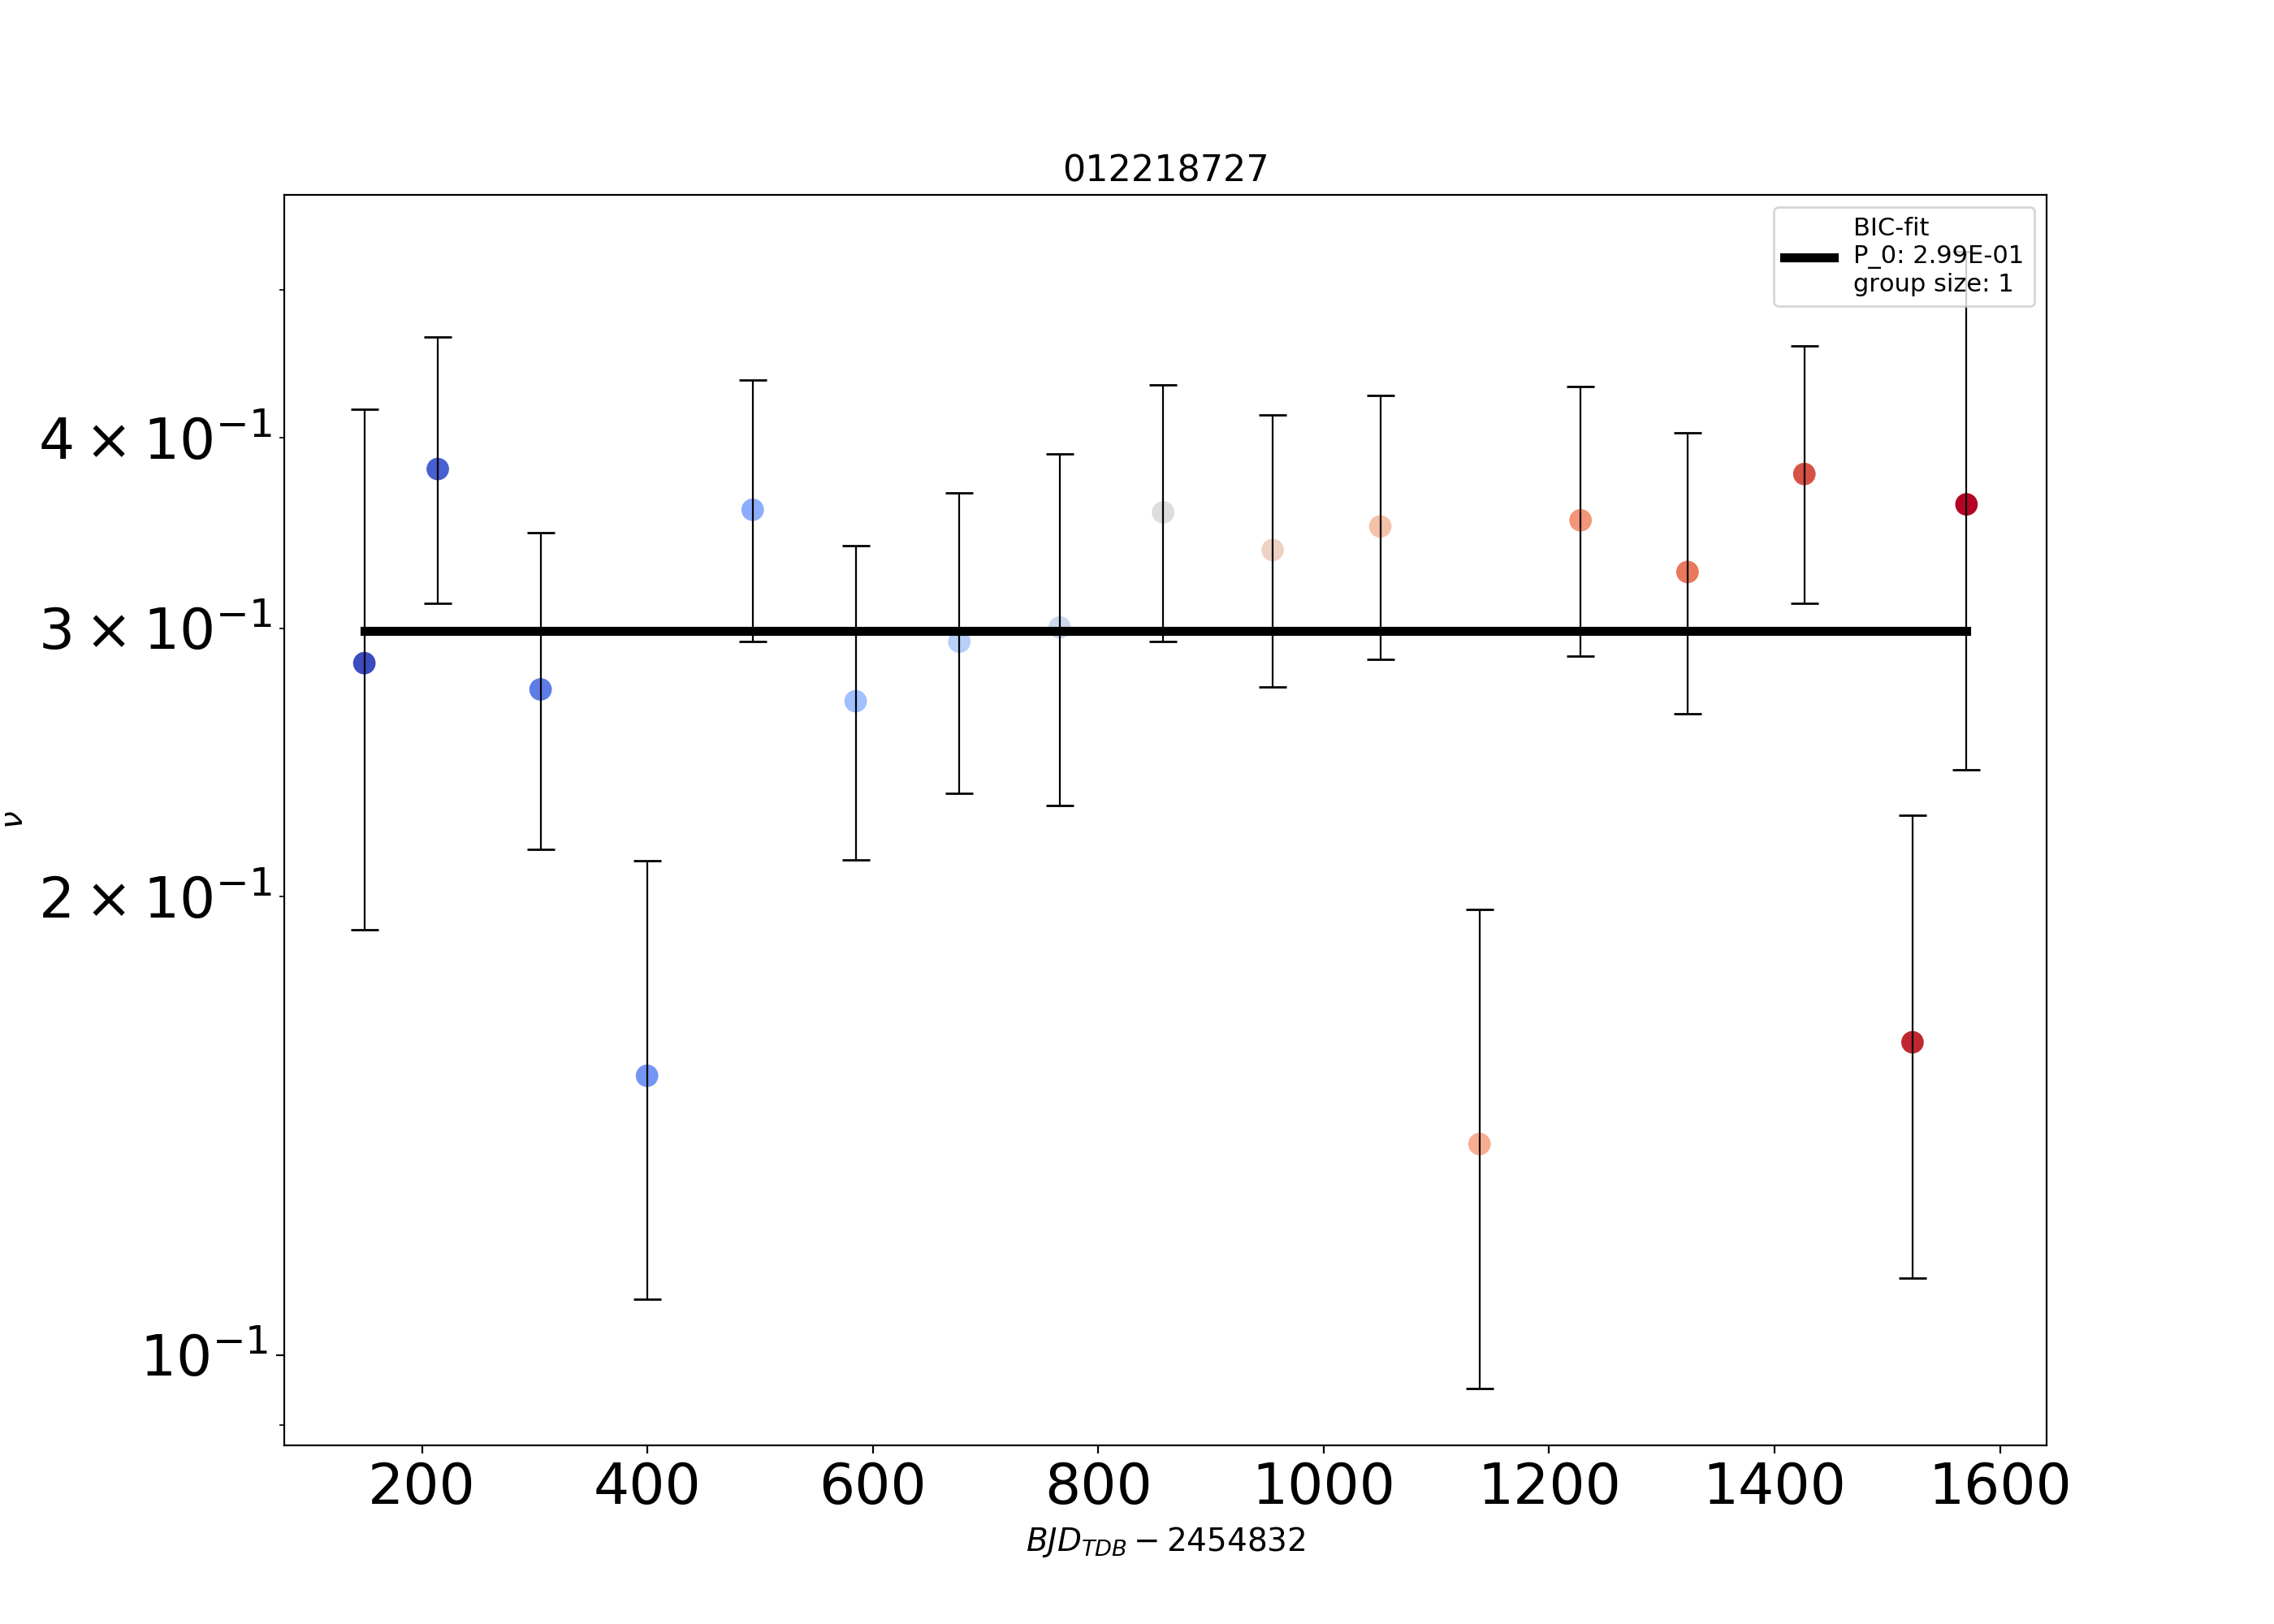 012218727
BIC-fit
P_0: 2.99E-01
group size: 1
4 × 10⁻¹
3 × 10⁻¹
2 × 10⁻¹
10⁻¹
ν
200 400 600 800 1000 1200 1400 1600
BJD_TDB − 2454832